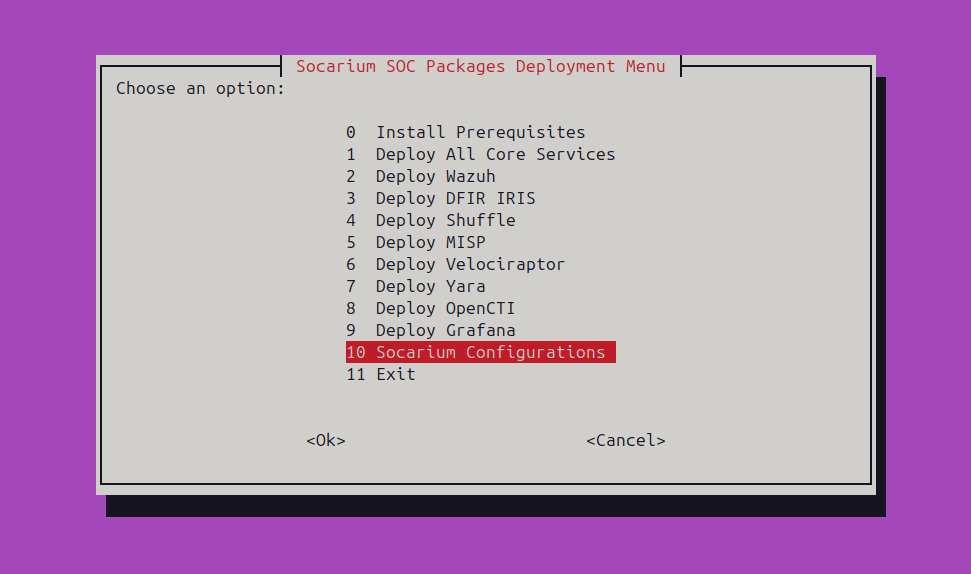 Socarium SOC Packages Deployment Menu
Choose an option:
0 Install Prerequisites
1 Deploy All Core Services
2 Deploy Wazuh
3 Deploy DFIR IRIS
4 Deploy Shuffle
5 Deploy MISP
6 Deploy Velociraptor
7 Deploy Yara
8 Deploy OpenCTI
9 Deploy Grafana
10 Socarium Configurations
11 Exit
<Ok> <Cancel>